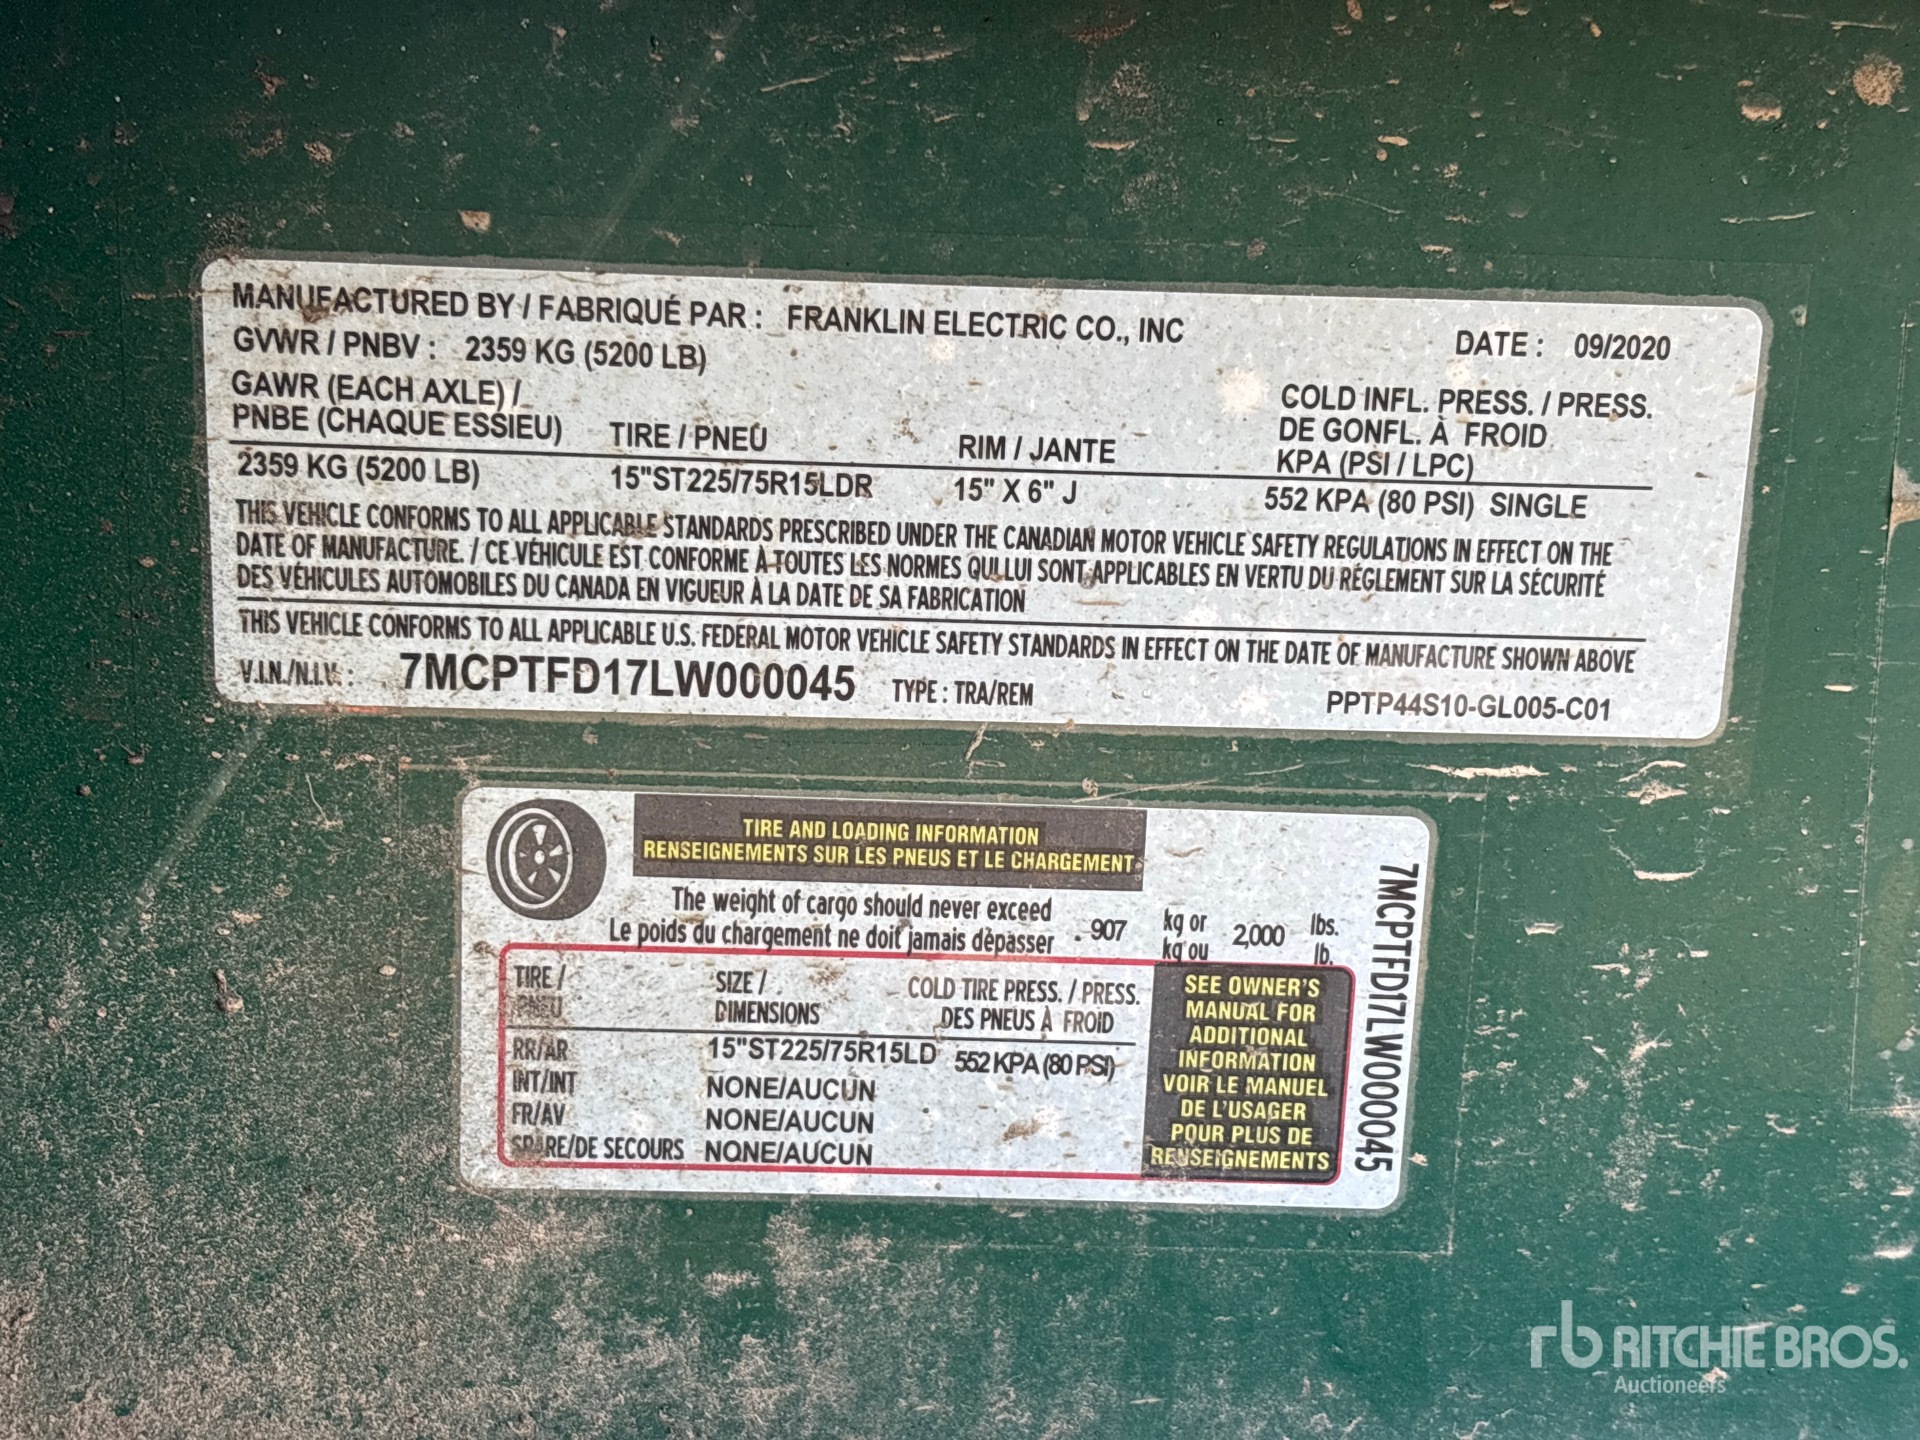 MANUFACTURED BY / FABRIQUÉ PAR : FRANKLIN ELECTRIC CO., INC DATE : 09/2020
GVWR / PNBV : 2359 KG (5200 LB)
GAWR (EACH AXLE) /
PNBE (CHAQUE ESSIEU) TIRE / PNEU RIM / JANTE COLD INFL. PRESS. / PRESS.
DE GONFL. À FROID
KPA (PSI / LPC)
2359 KG (5200 LB) 15"ST225/75R15LDR 15" X 6" J 552 KPA (80 PSI) SINGLE
THIS VEHICLE CONFORMS TO ALL APPLICABLE STANDARDS PRESCRIBED UNDER THE CANADIAN MOTOR VEHICLE SAFETY REGULATIONS IN EFFECT ON THE
DATE OF MANUFACTURE. / CE VÉHICULE EST CONFORME À TOUTES LES NORMES QUI LUI SONT APPLICABLES EN VERTU DU RÉGLEMENT SUR LA SÉCURITÉ
DES VÉHICULES AUTOMOBILES DU CANADA EN VIGUEUR À LA DATE DE SA FABRICATION
THIS VEHICLE CONFORMS TO ALL APPLICABLE U.S. FEDERAL MOTOR VEHICLE SAFETY STANDARDS IN EFFECT ON THE DATE OF MANUFACTURE SHOWN ABOVE
V.I.N./N.I.V. : 7MCPTFD17LW000045 TYPE : TRA/REM PPTP44S10-GL005-C01
TIRE AND LOADING INFORMATION
RENSEIGNEMENTS SUR LES PNEUS ET LE CHARGEMENT
The weight of cargo should never exceed
Le poids du chargement ne doit jamais dépasser 907 kg or 2,000 lbs.
kg ou lb.
TIRE / SIZE / COLD TIRE PRESS. / PRESS.
PNEU DIMENSIONS DES PNEUS À FROID
RR/AR 15"ST225/75R15LD 552 KPA (80 PSI)
INT/INT NONE/AUCUN
FR/AV NONE/AUCUN
SPARE/DE SECOURS NONE/AUCUN
SEE OWNER'S
MANUAL FOR
ADDITIONAL
INFORMATION
VOIR LE MANUEL
DE L'USAGER
POUR PLUS DE
RENSEIGNEMENTS
7MCPTFD17LW000045
rb RITCHIE BROS.
Auctioneers